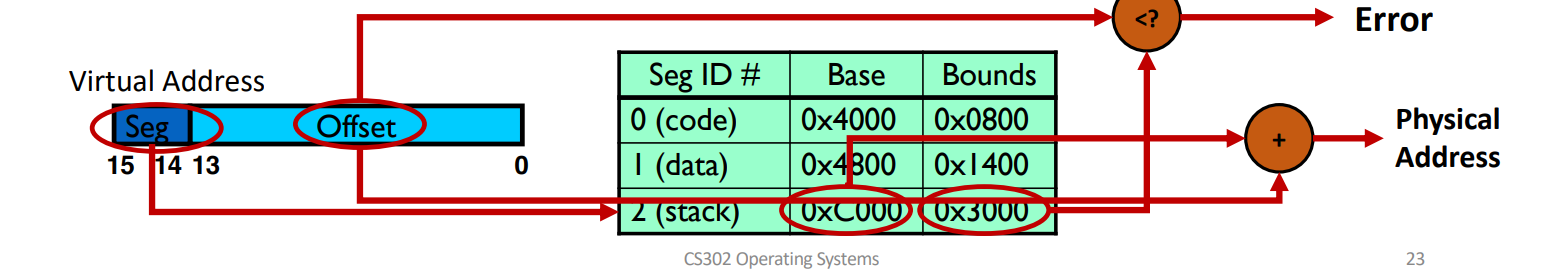 <? Error
Virtual Address
Seg Offset
15 14 13 0
Seg ID # Base Bounds
0 (code) 0x4000 0x0800
1 (data) 0x4800 0x1400
2 (stack) 0xC000 0x3000
+
Physical
Address
CS302 Operating Systems 23